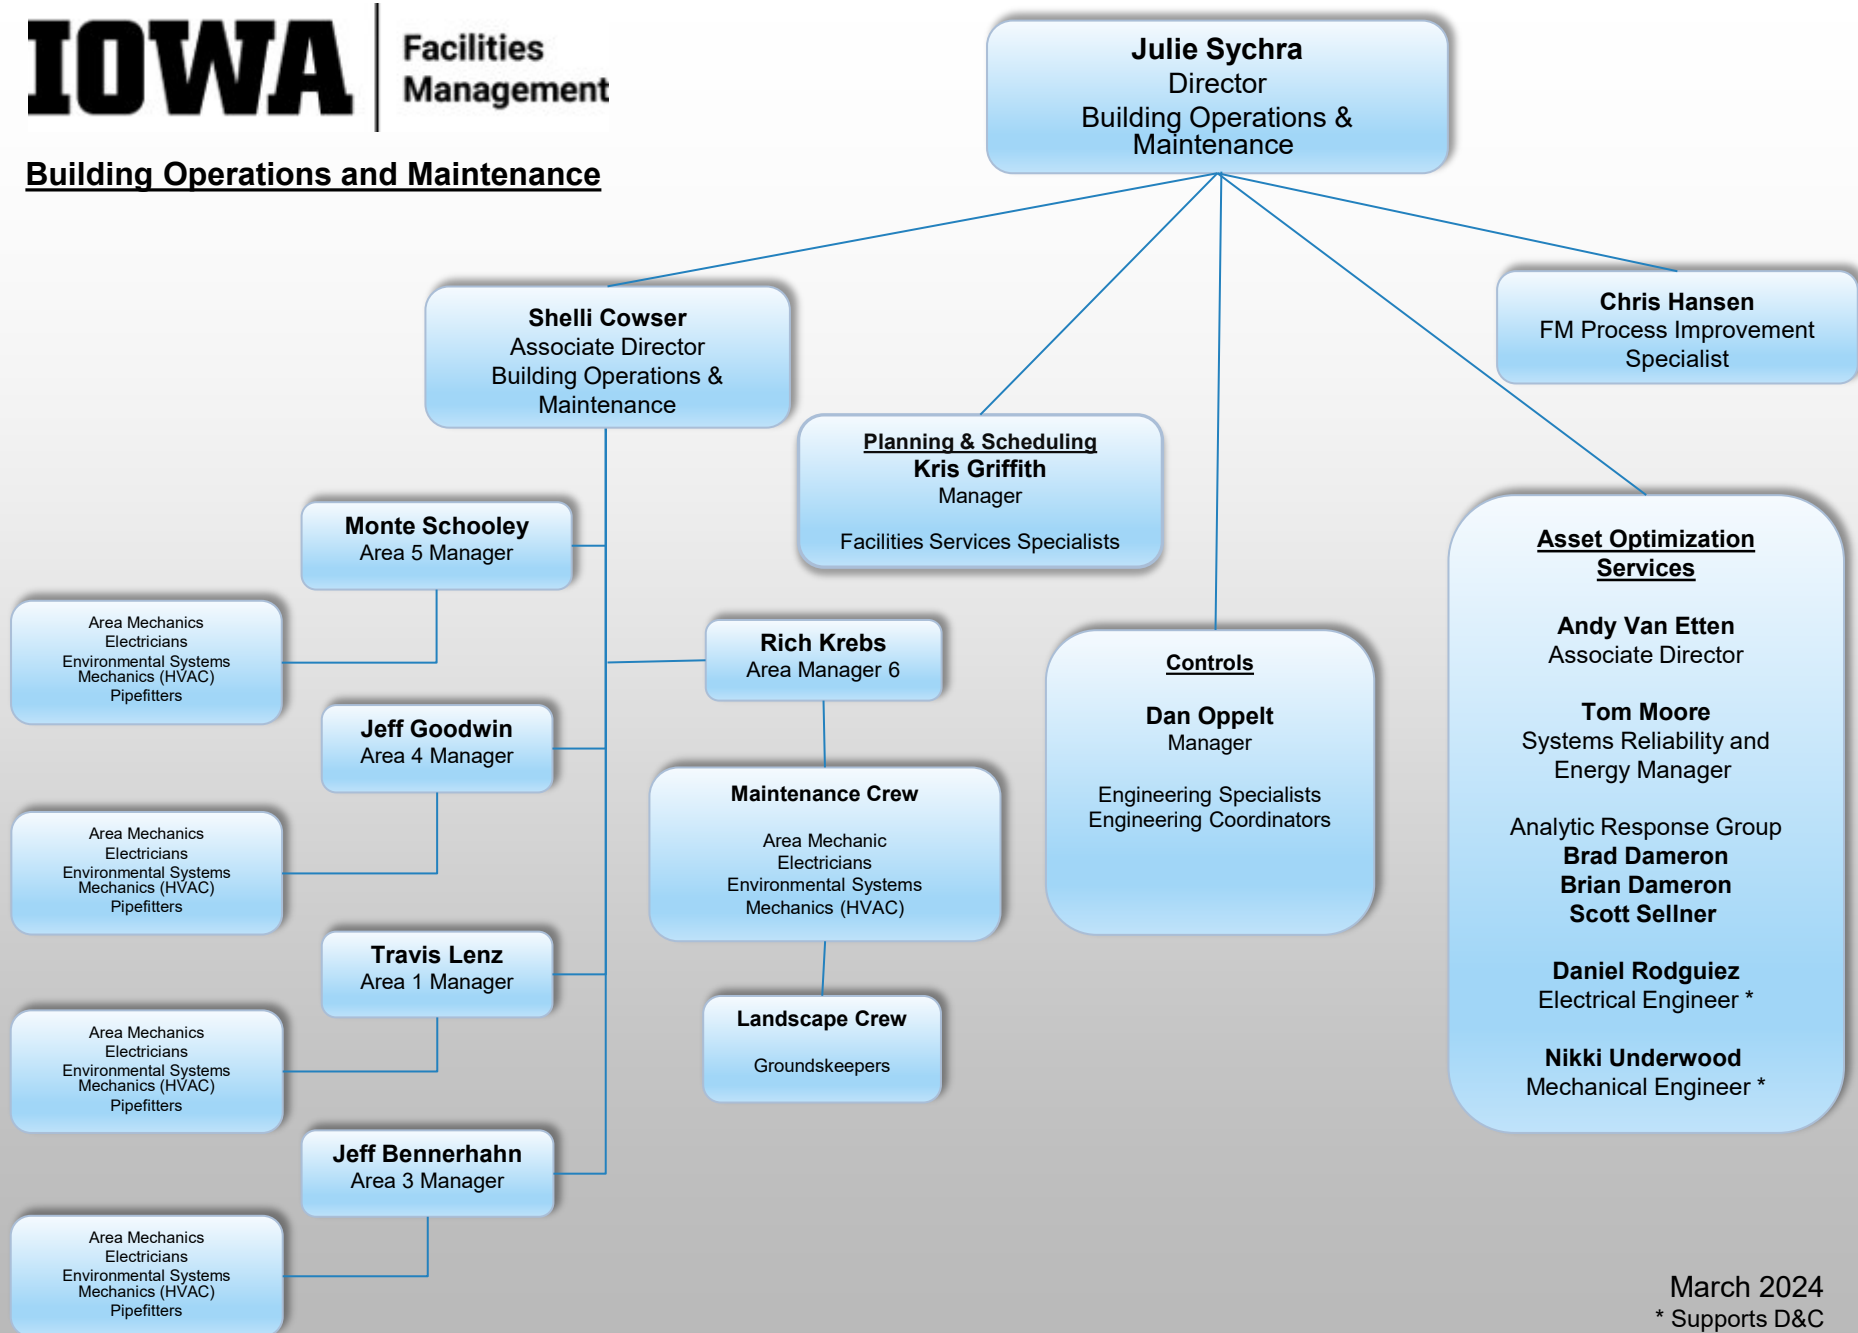 IOWA
Facilities
Management
Building Operations and Maintenance
Julie Sychra
Director
Building Operations &
Maintenance
Shelli Cowser
Associate Director
Building Operations &
Maintenance
Chris Hansen
FM Process Improvement
Specialist
Planning & Scheduling
Kris Griffith
Manager
Facilities Services Specialists
Monte Schooley
Area 5 Manager
Area Mechanics
Electricians
Environmental Systems
Mechanics (HVAC)
Pipefitters
Jeff Goodwin
Area 4 Manager
Area Mechanics
Electricians
Environmental Systems
Mechanics (HVAC)
Pipefitters
Travis Lenz
Area 1 Manager
Area Mechanics
Electricians
Environmental Systems
Mechanics (HVAC)
Pipefitters
Jeff Bennerhahn
Area 3 Manager
Area Mechanics
Electricians
Environmental Systems
Mechanics (HVAC)
Pipefitters
Rich Krebs
Area Manager 6
Maintenance Crew
Area Mechanic
Electricians
Environmental Systems
Mechanics (HVAC)
Landscape Crew
Groundskeepers
Controls
Dan Oppelt
Manager
Engineering Specialists
Engineering Coordinators
Asset Optimization
Services
Andy Van Etten
Associate Director
Tom Moore
Systems Reliability and
Energy Manager
Analytic Response Group
Brad Dameron
Brian Dameron
Scott Sellner
Daniel Rodguiez
Electrical Engineer *
Nikki Underwood
Mechanical Engineer *
March 2024
* Supports D&C